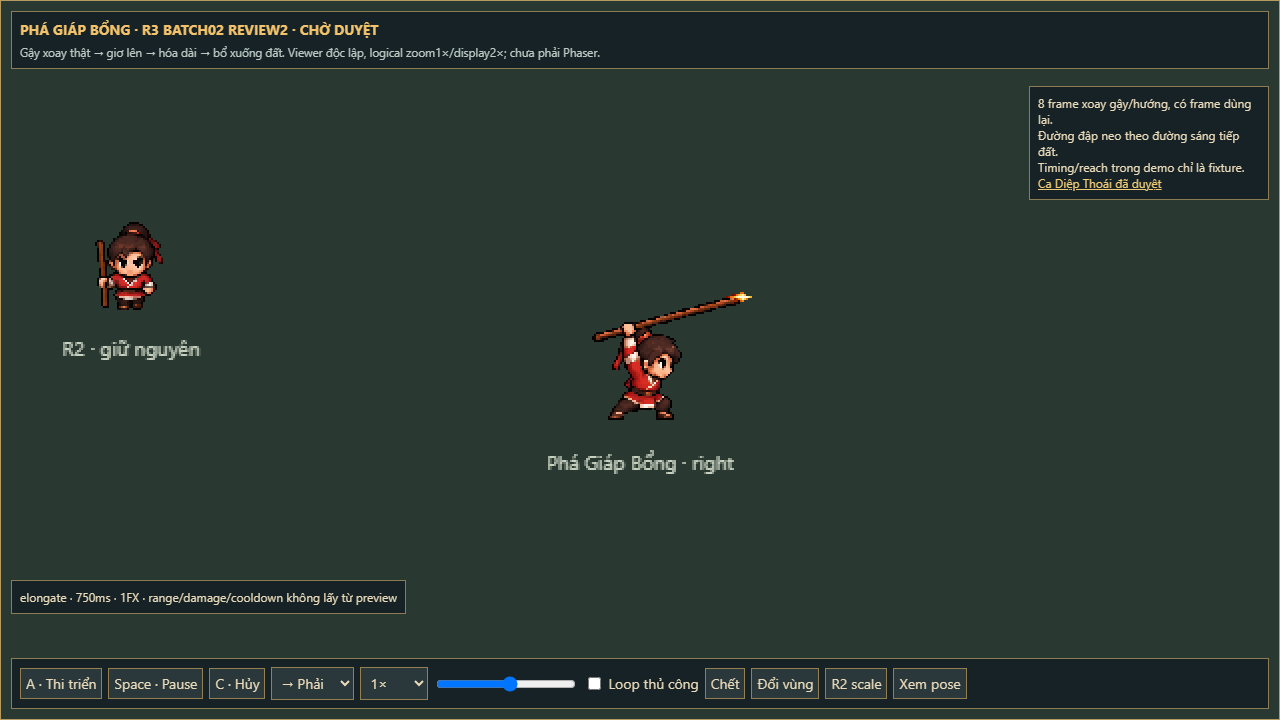 PHÁ GIÁP BỔNG · R3 BATCH02 REVIEW2 · CHỜ DUYỆT
Gậy xoay thật → giơ lên → hóa dài → bổ xuống đất. Viewer độc lập, logical zoom1×/display2×; chưa phải Phaser.
8 frame xoay gậy/hướng, có frame dùng
lại.
Đường đập neo theo đường sáng tiếp
đất.
Timing/reach trong demo chỉ là fixture.
Ca Diệp Thoái đã duyệt
R2 · giữ nguyên
Phá Giáp Bổng · right
elongate · 750ms · 1FX · range/damage/cooldown không lấy từ preview
A · Thi triển
Space · Pause
C · Hủy
→ Phải
1×
Loop thủ công
Chết
Đổi vùng
R2 scale
Xem pose